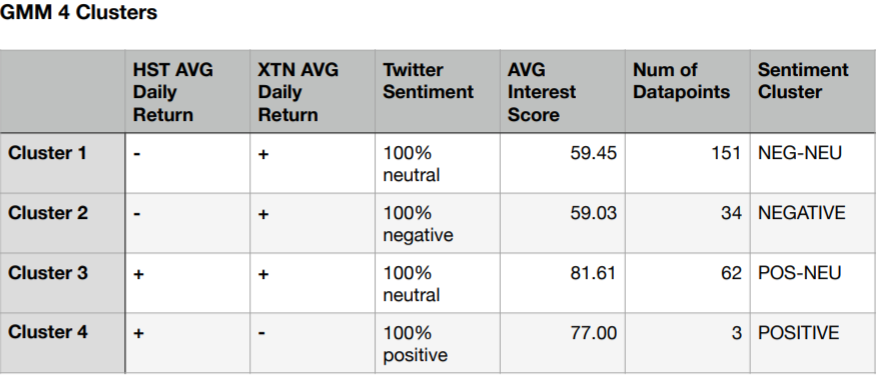 GMM 4 Clusters
HST AVG Daily Return XTN AVG Daily Return Twitter Sentiment AVG Interest Score Num of Datapoints Sentiment Cluster
Cluster 1 - + 100% neutral 59.45 151 NEG-NEU
Cluster 2 - + 100% negative 59.03 34 NEGATIVE
Cluster 3 + + 100% neutral 81.61 62 POS-NEU
Cluster 4 + - 100% positive 77.00 3 POSITIVE